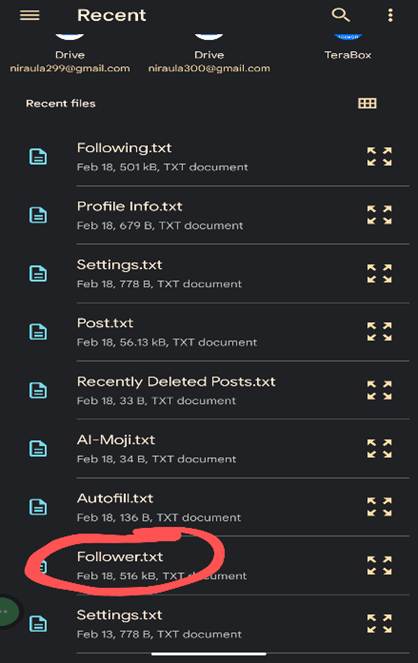 Recent
Drive
niraula299@gmail.com
Drive
niraula300@gmail.com
TeraBox
Recent files
Following.txt
Feb 18, 501 kB, TXT document
Profile Info.txt
Feb 18, 679 B, TXT document
Settings.txt
Feb 18, 778 B, TXT document
Post.txt
Feb 18, 56.13 kB, TXT document
Recently Deleted Posts.txt
Feb 18, 33 B, TXT document
AI-Moji.txt
Feb 18, 34 B, TXT document
Autofill.txt
Feb 18, 136 B, TXT document
Follower.txt
Feb 18, 516 kB, TXT document
Settings.txt
Feb 13, 778 B, TXT document